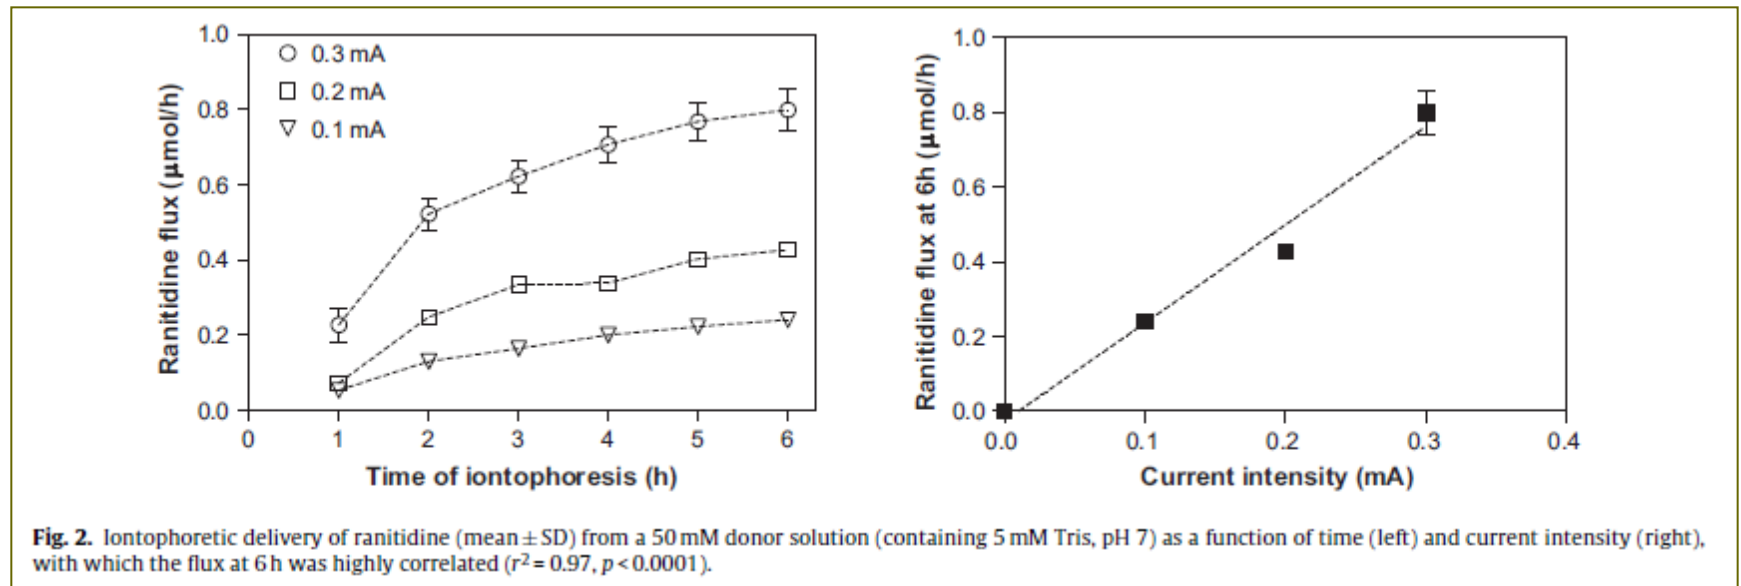 1.0
0.8
0.6
0.4
0.2
0.0
Ranitidine flux (μmol/h)
0.3 mA
0.2 mA
0.1 mA
0 1 2 3 4 5 6
Time of iontophoresis (h)
1.0
0.8
0.6
0.4
0.2
0.0
Ranitidine flux at 6h (μmol/h)
0.0 0.1 0.2 0.3 0.4
Current intensity (mA)
Fig. 2. Iontophoretic delivery of ranitidine (mean ± SD) from a 50 mM donor solution (containing 5 mM Tris, pH 7) as a function of time (left) and current intensity (right),
with which the flux at 6 h was highly correlated (r² = 0.97, p < 0.0001).